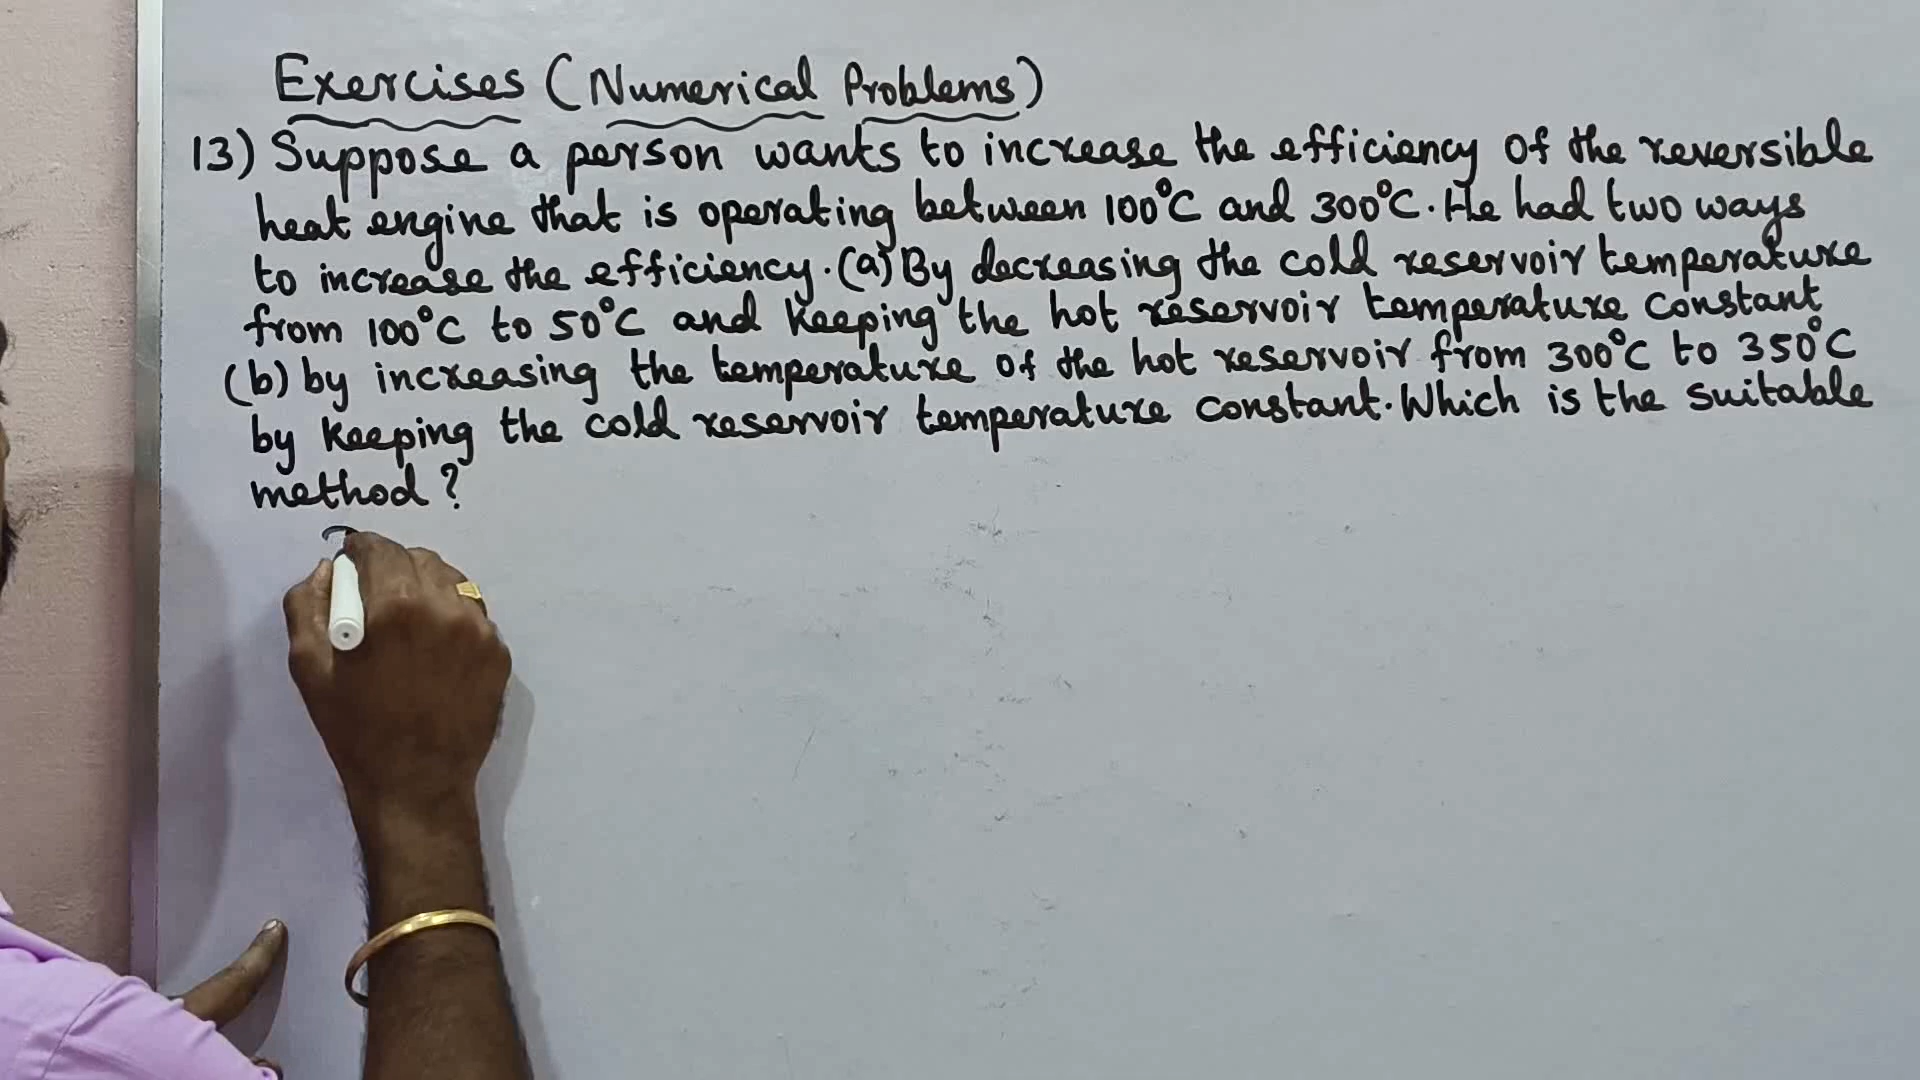 Exercises (Numerical Problems)
13) Suppose a person wants to increase the efficiency of the reversible
heat engine that is operating between 100°C and 300°C. He had two ways
to increase the efficiency. (a) By decreasing the cold reservoir temperature
from 100°C to 50°C and keeping the hot reservoir temperature constant
(b) by increasing the temperature of the hot reservoir from 300°C to 350°C
by keeping the cold reservoir temperature constant. Which is the suitable
method?